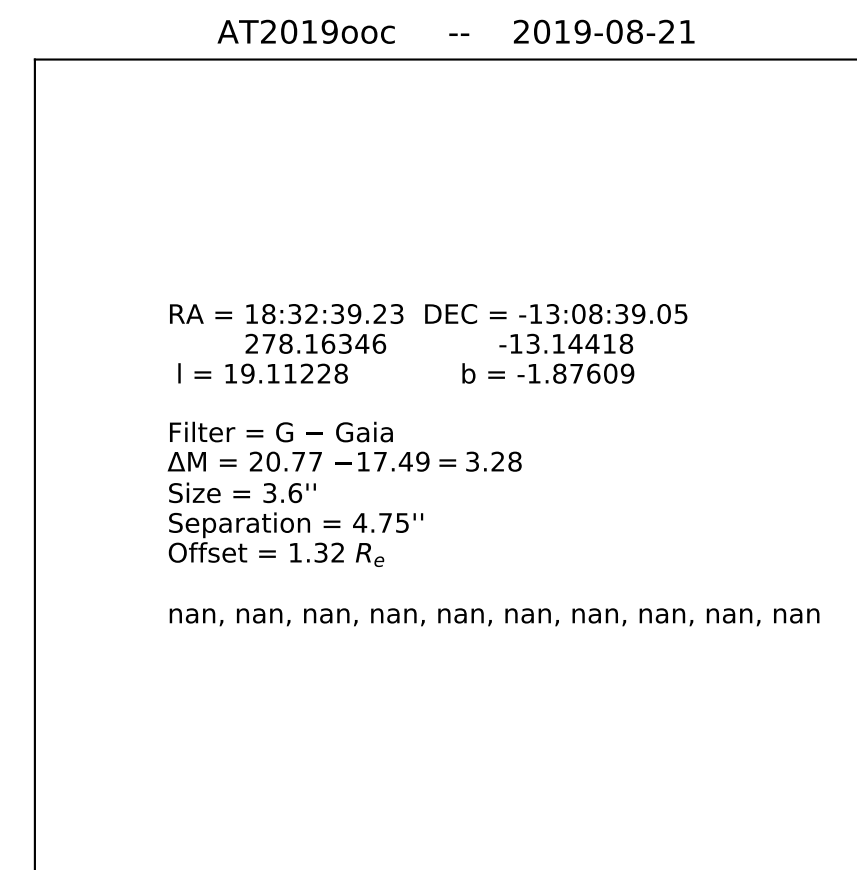 AT2019ooc -- 2019-08-21
RA = 18:32:39.23 DEC = -13:08:39.05
278.16346 -13.14418
l = 19.11228 b = -1.87609
Filter = G − Gaia
ΔM = 20.77 −17.49 = 3.28
Size = 3.6''
Separation = 4.75''
Offset = 1.32 Rₑ
nan, nan, nan, nan, nan, nan, nan, nan, nan, nan